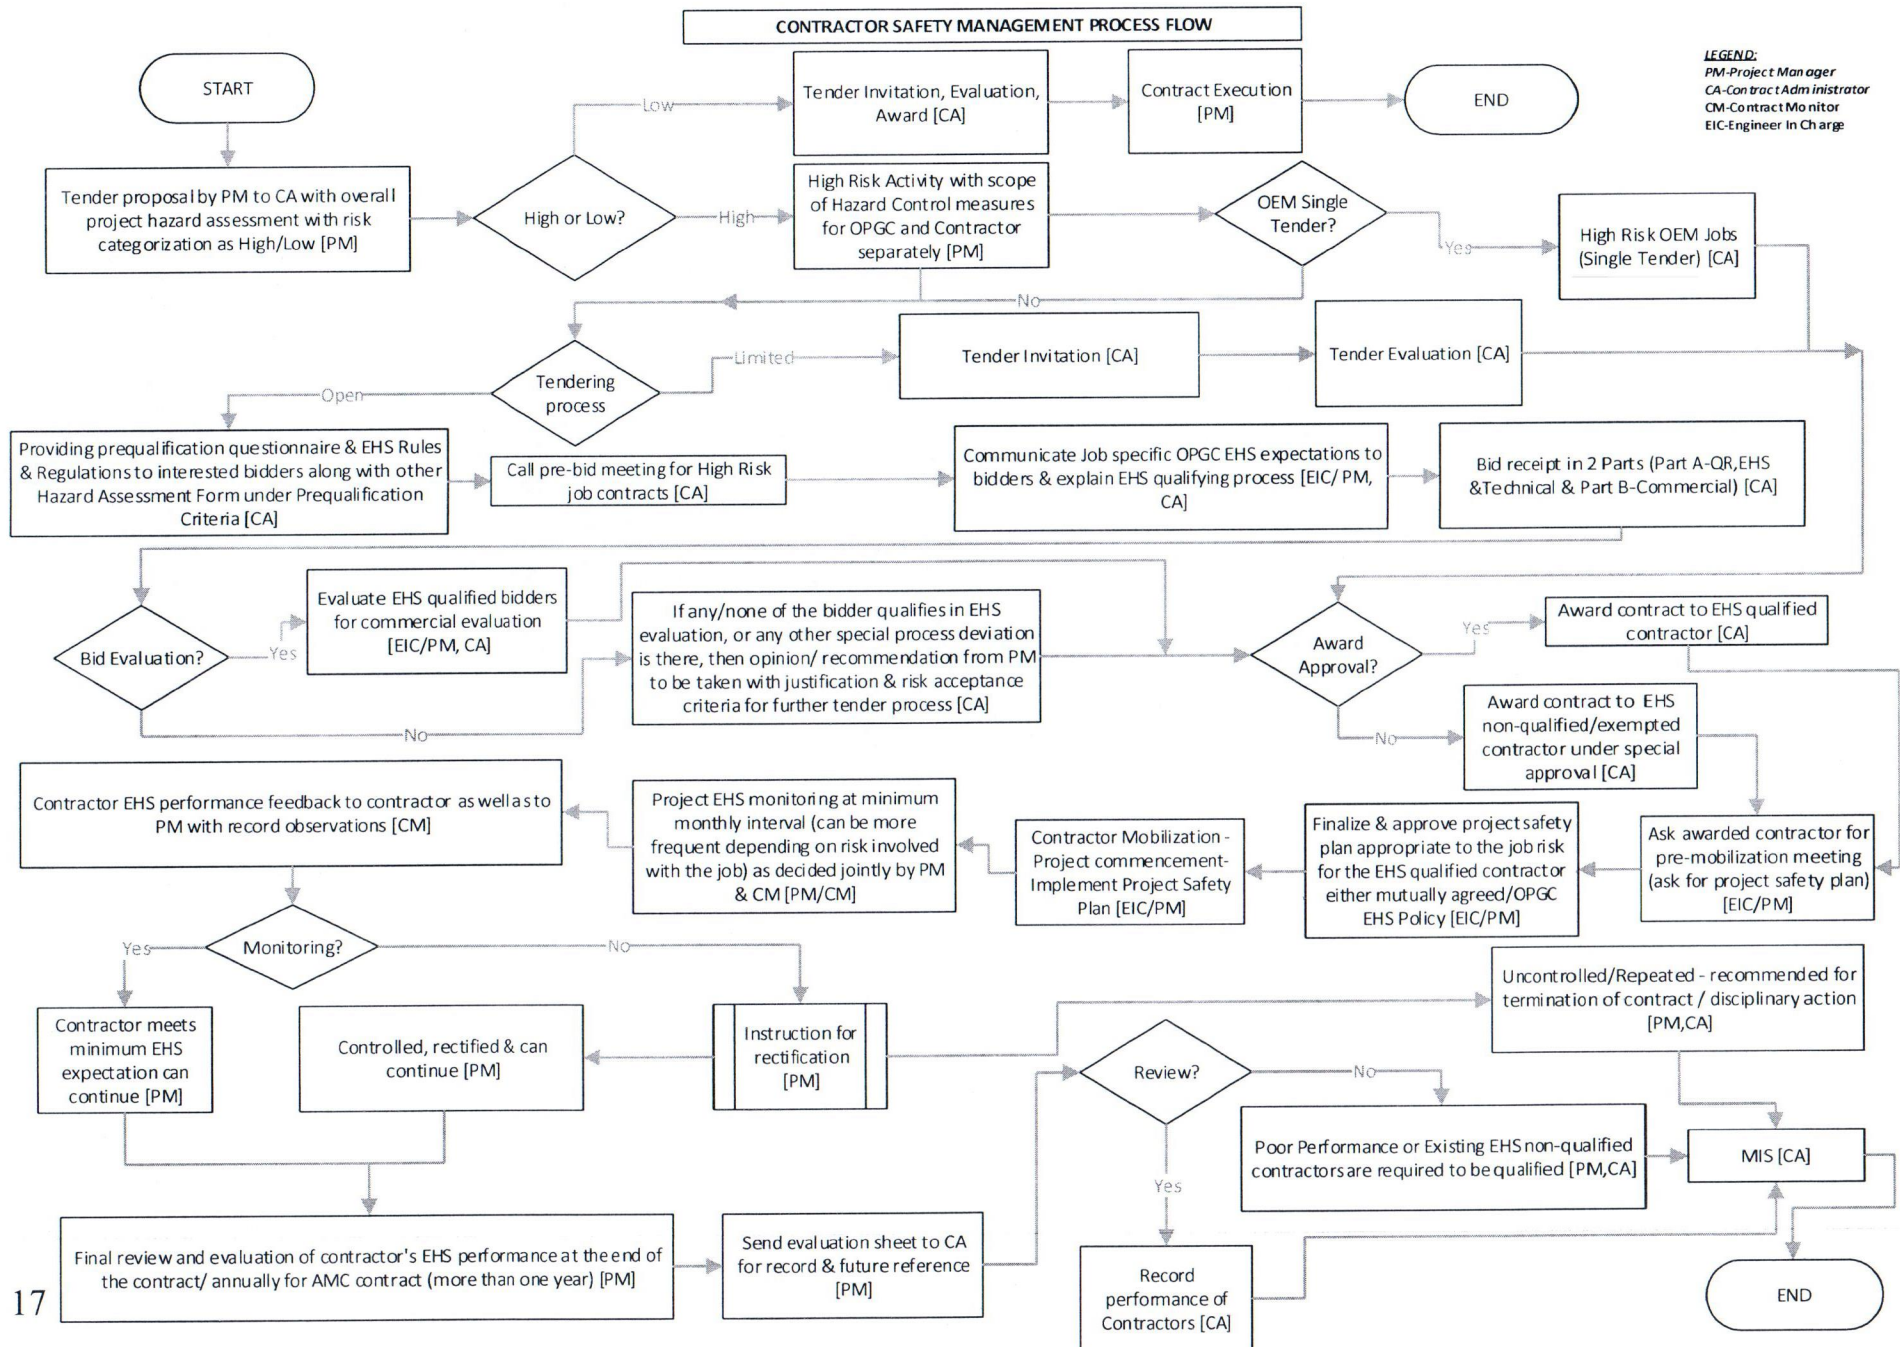 CONTRACTOR SAFETY MANAGEMENT PROCESS FLOW
LEGEND:
PM-Project Manager
CA-Contract Administrator
CM-Contract Monitor
EIC-Engineer In Charge
START
Tender proposal by PM to CA with overall
project hazard assessment with risk
categorization as High/Low [PM]
High or Low?
Low
Tender Invitation, Evaluation,
Award [CA]
Contract Execution
[PM]
END
High
High Risk Activity with scope
of Hazard Control measures
for OPGC and Contractor
separately [PM]
OEM Single
Tender?
Yes
High Risk OEM Jobs
(Single Tender) [CA]
No
Tendering
process
Limited
Tender Invitation [CA]
Tender Evaluation [CA]
Open
Providing prequalification questionnaire & EHS Rules
& Regulations to interested bidders along with other
Hazard Assessment Form under Prequalification
Criteria [CA]
Call pre-bid meeting for High Risk
job contracts [CA]
Communicate Job specific OPGC EHS expectations to
bidders & explain EHS qualifying process [EIC/ PM,
CA]
Bid receipt in 2 Parts (Part A-QR,EHS
&Technical & Part B-Commercial) [CA]
Bid Evaluation?
Yes
Evaluate EHS qualified bidders
for commercial evaluation
[EIC/PM, CA]
No
If any/none of the bidder qualifies in EHS
evaluation, or any other special process deviation
is there, then opinion/ recommendation from PM
to be taken with justification & risk acceptance
criteria for further tender process [CA]
Award
Approval?
Yes
Award contract to EHS qualified
contractor [CA]
No
Award contract to EHS
non-qualified/exempted
contractor under special
approval [CA]
Ask awarded contractor for
pre-mobilization meeting
(ask for project safety plan)
[EIC/PM]
Finalize & approve project safety
plan appropriate to the job risk
for the EHS qualified contractor
either mutually agreed/OPGC
EHS Policy [EIC/PM]
Contractor Mobilization -
Project commencement-
Implement Project Safety
Plan [EIC/PM]
Project EHS monitoring at minimum
monthly interval (can be more
frequent depending on risk involved
with the job) as decided jointly by PM
& CM [PM/CM]
Contractor EHS performance feedback to contractor as well as to
PM with record observations [CM]
Monitoring?
Yes
No
Contractor meets
minimum EHS
expectation can
continue [PM]
Controlled, rectified & can
continue [PM]
Instruction for
rectification
[PM]
Uncontrolled/Repeated - recommended for
termination of contract / disciplinary action
[PM,CA]
Review?
No
Poor Performance or Existing EHS non-qualified
contractors are required to be qualified [PM,CA]
MIS [CA]
Yes
Final review and evaluation of contractor's EHS performance at the end of
the contract/ annually for AMC contract (more than one year) [PM]
Send evaluation sheet to CA
for record & future reference
[PM]
Record
performance of
Contractors [CA]
END
17